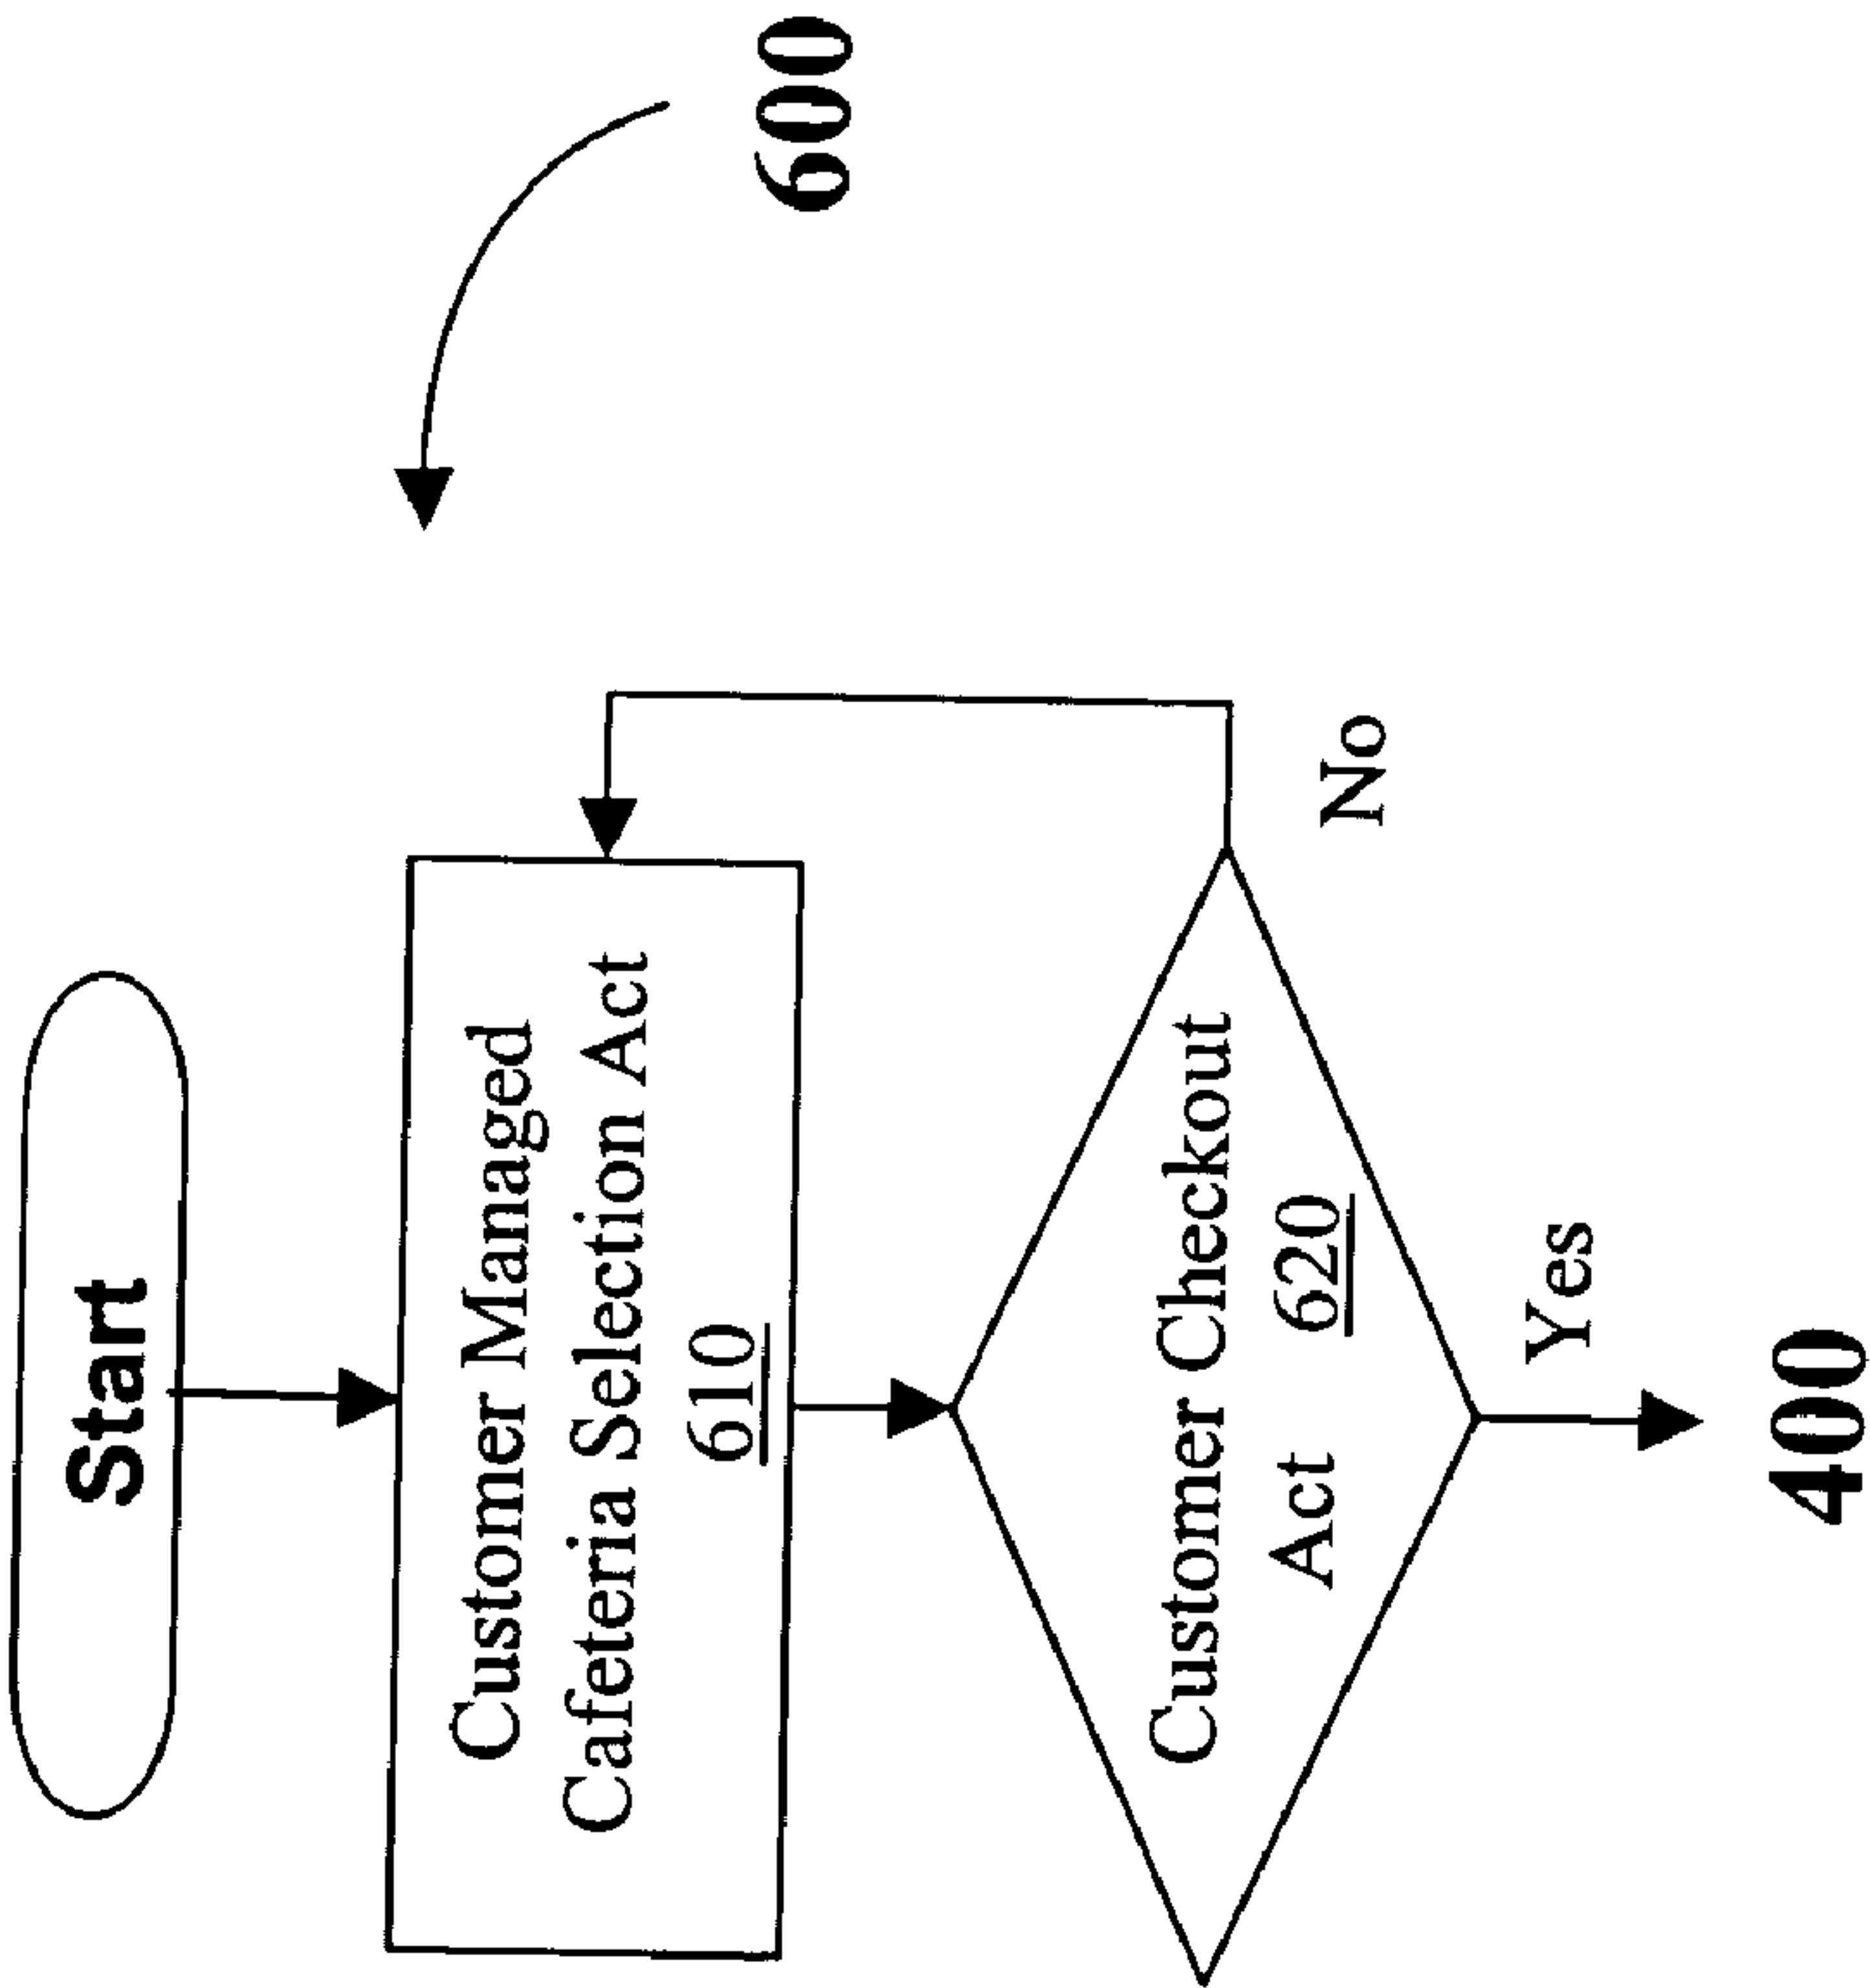 Start
600
Customer Managed
Cafeteria Selection Act
610
No
Customer Checkout
Act 620
Yes
400